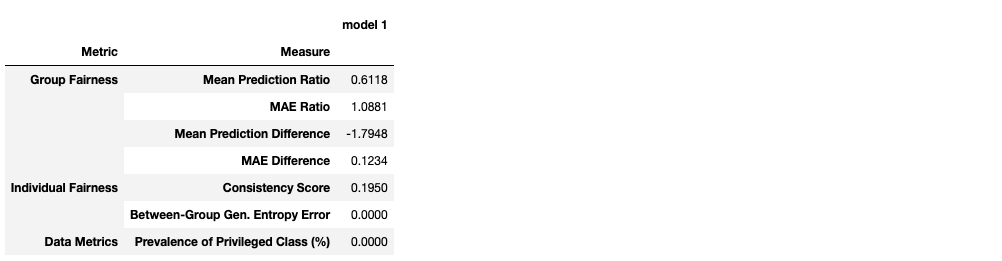 model 1
Metric Measure
Group Fairness Mean Prediction Ratio 0.6118
MAE Ratio 1.0881
Mean Prediction Difference -1.7948
MAE Difference 0.1234
Individual Fairness Consistency Score 0.1950
Between-Group Gen. Entropy Error 0.0000
Data Metrics Prevalence of Privileged Class (%) 0.0000